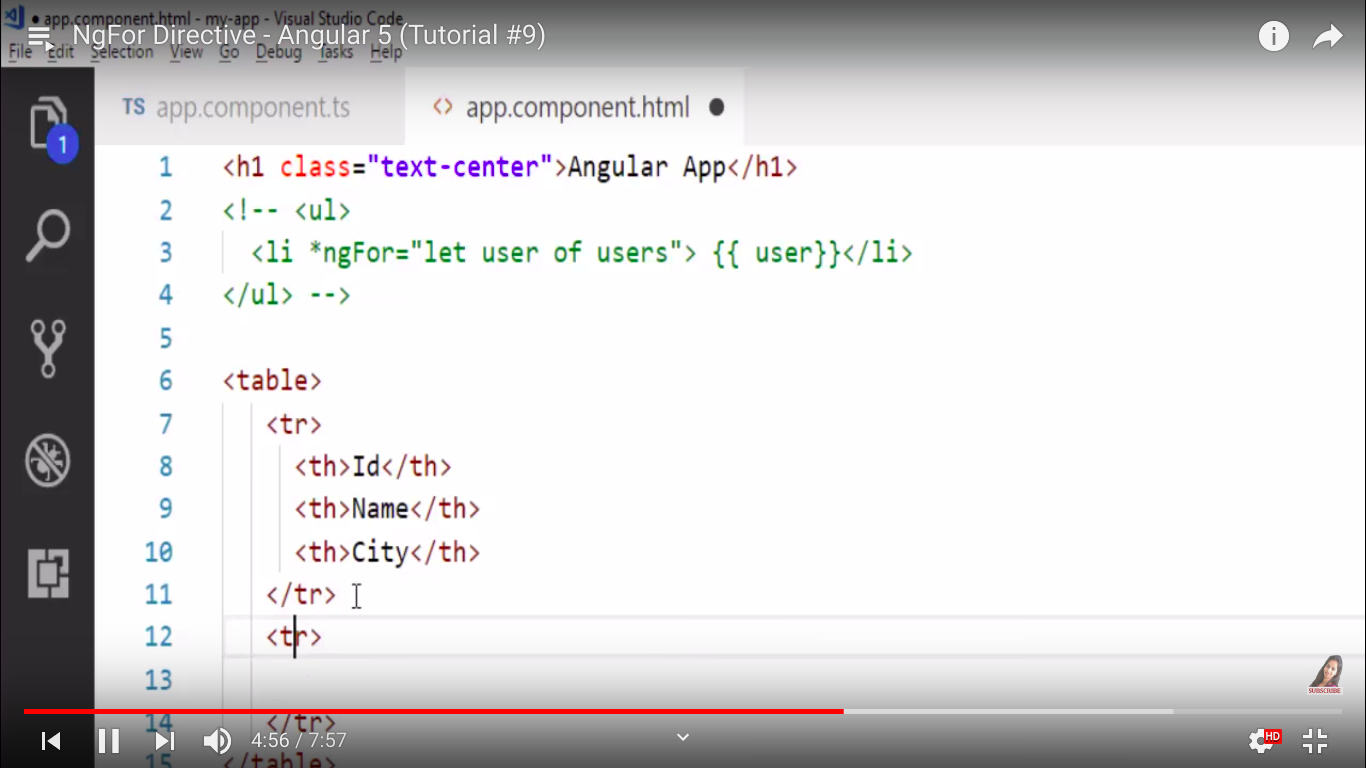 app.component.html - my-app - Visual Studio Code
NgFor Directive - Angular 5 (Tutorial #9)
File Edit Selection View Go Debug Tasks Help
TS app.component.ts
<> app.component.html ●
1
1 <h1 class="text-center">Angular App</h1>
2 <!-- <ul>
3 <li *ngFor="let user of users"> {{ user}}</li>
4 </ul> -->
5
6 <table>
7 <tr>
8 <th>Id</th>
9 <th>Name</th>
10 <th>City</th>
11 </tr>
12 <tr>
13
14 </tr>
15 </table>
SUBSCRIBE
4:56 / 7:57
HD